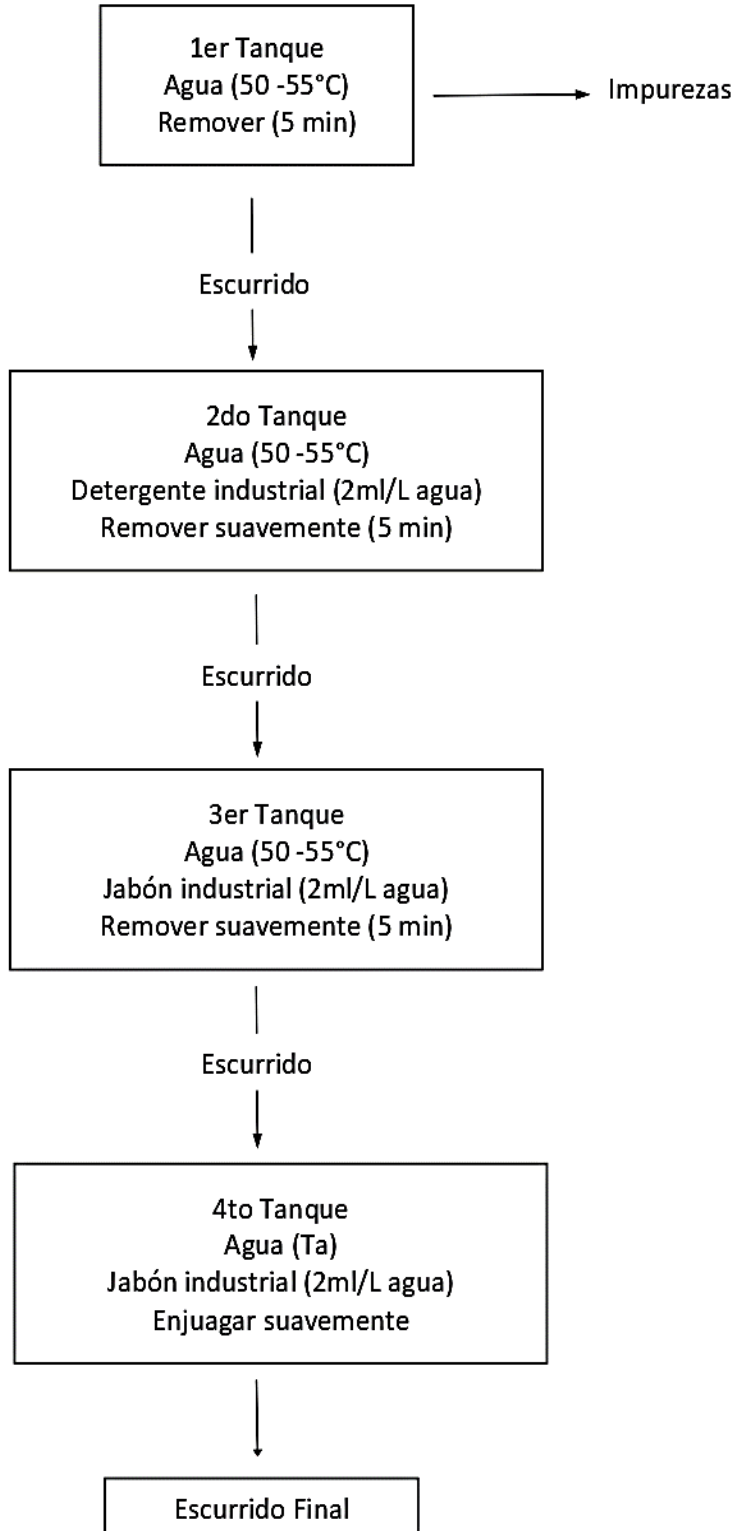 1er Tanque
Agua (50 -55°C)
Remover (5 min)
Impurezas
Escurrido
2do Tanque
Agua (50 -55°C)
Detergente industrial (2ml/L agua)
Remover suavemente (5 min)
Escurrido
3er Tanque
Agua (50 -55°C)
Jabón industrial (2ml/L agua)
Remover suavemente (5 min)
Escurrido
4to Tanque
Agua (Ta)
Jabón industrial (2ml/L agua)
Enjuagar suavemente
Escurrido Final